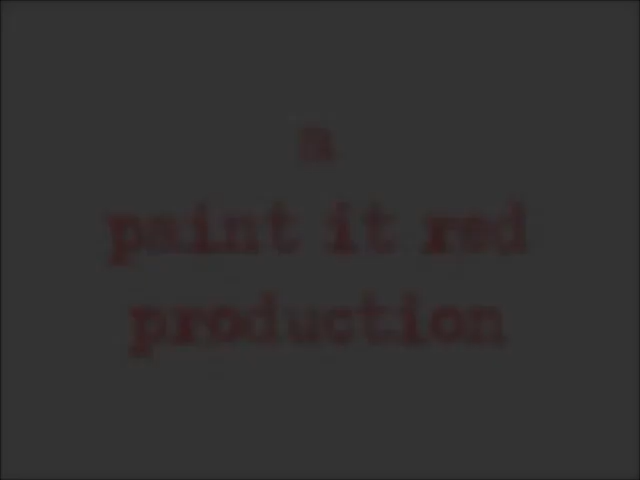 a
paint it red
production